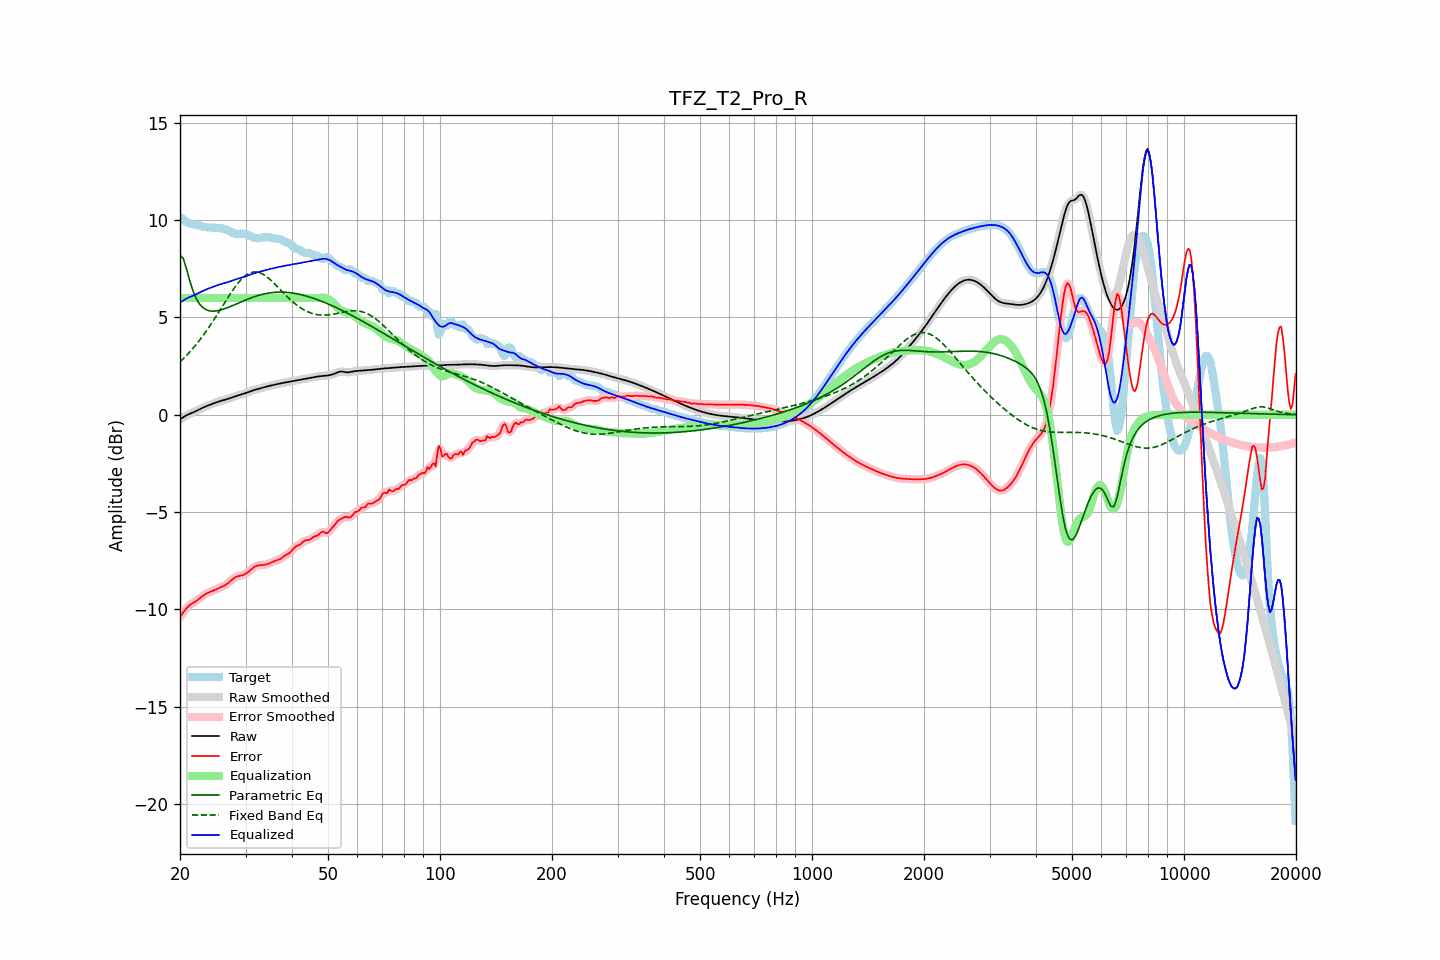 TFZ_T2_Pro_R
Amplitude (dBr)
15
10
5
0
−5
−10
−15
−20
Target
Raw Smoothed
Error Smoothed
Raw
Error
Equalization
Parametric Eq
Fixed Band Eq
Equalized
20 50 100 200 500 1000 2000 5000 10000 20000
Frequency (Hz)